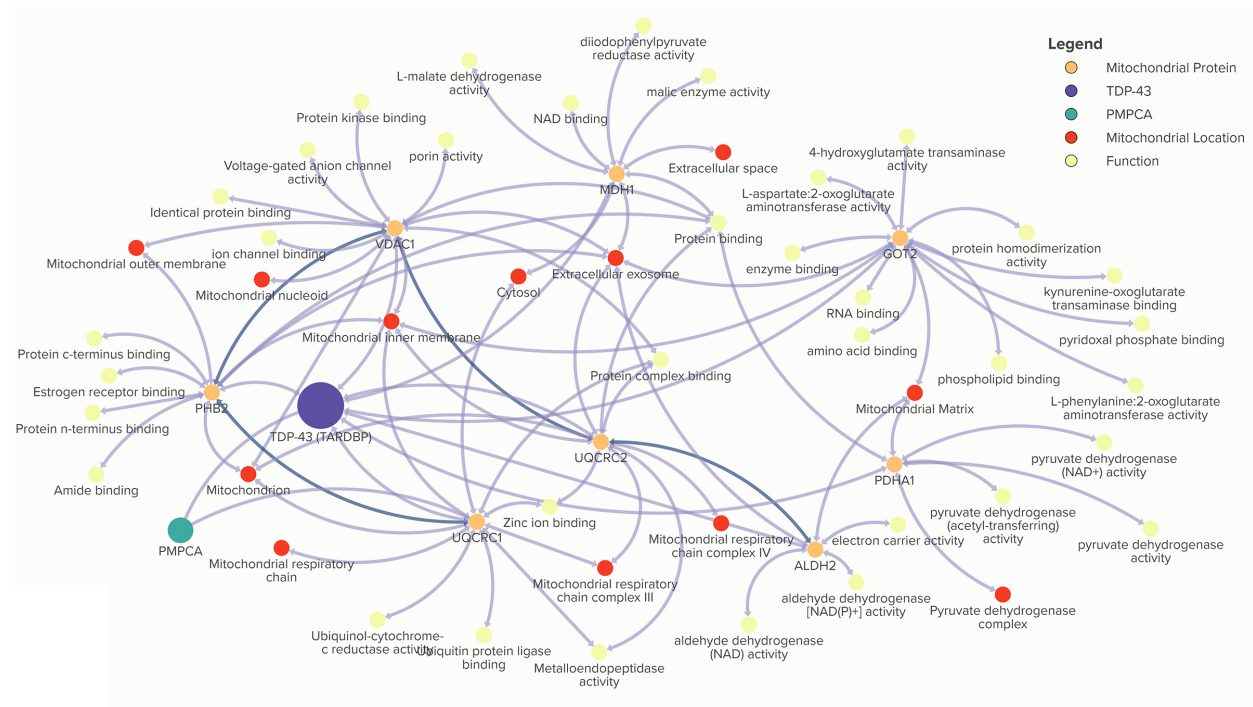 diiodophenylpyruvate
reductase activity
Legend
Mitochondrial Protein
TDP-43
PMPCA
Mitochondrial Location
Function
L-malate dehydrogenase
activity
malic enzyme activity
NAD binding
Protein kinase binding
porin activity
Voltage-gated anion channel
activity
Extracellular space
4-hydroxyglutamate transaminase
activity
MDH1
L-aspartate:2-oxoglutarate
aminotransferase activity
Identical protein binding
VDAC1
Protein binding
ion channel binding
GOT2
protein homodimerization
activity
Mitochondrial outer membrane
enzyme binding
Extracellular exosome
Mitochondrial nucleoid
Cytosol
kynurenine-oxoglutarate
transaminase binding
RNA binding
Mitochondrial inner membrane
pyridoxal phosphate binding
amino acid binding
Protein c-terminus binding
Protein complex binding
phospholipid binding
Estrogen receptor binding
PHB2
Mitochondrial Matrix
L-phenylanine:2-oxoglutarate
aminotransferase activity
Protein n-terminus binding
TDP-43 (TARDBP)
UQCRC2
pyruvate dehydrogenase
(NAD+) activity
PDHA1
Amide binding
Mitochondrion
pyruvate dehydrogenase
(acetyl-transferring)
activity
Zinc ion binding
PMPCA
UQCRC1
Mitochondrial respiratory
chain complex IV
electron carrier activity
pyruvate dehydrogenase
activity
Mitochondrial respiratory
chain
ALDH2
Mitochondrial respiratory
chain complex III
aldehyde dehydrogenase
[NAD(P)+] activity
Pyruvate dehydrogenase
complex
Ubiquinol-cytochrome-
c reductase activity
Ubiquitin protein ligase
binding
aldehyde dehydrogenase
(NAD) activity
Metalloendopeptidase
activity